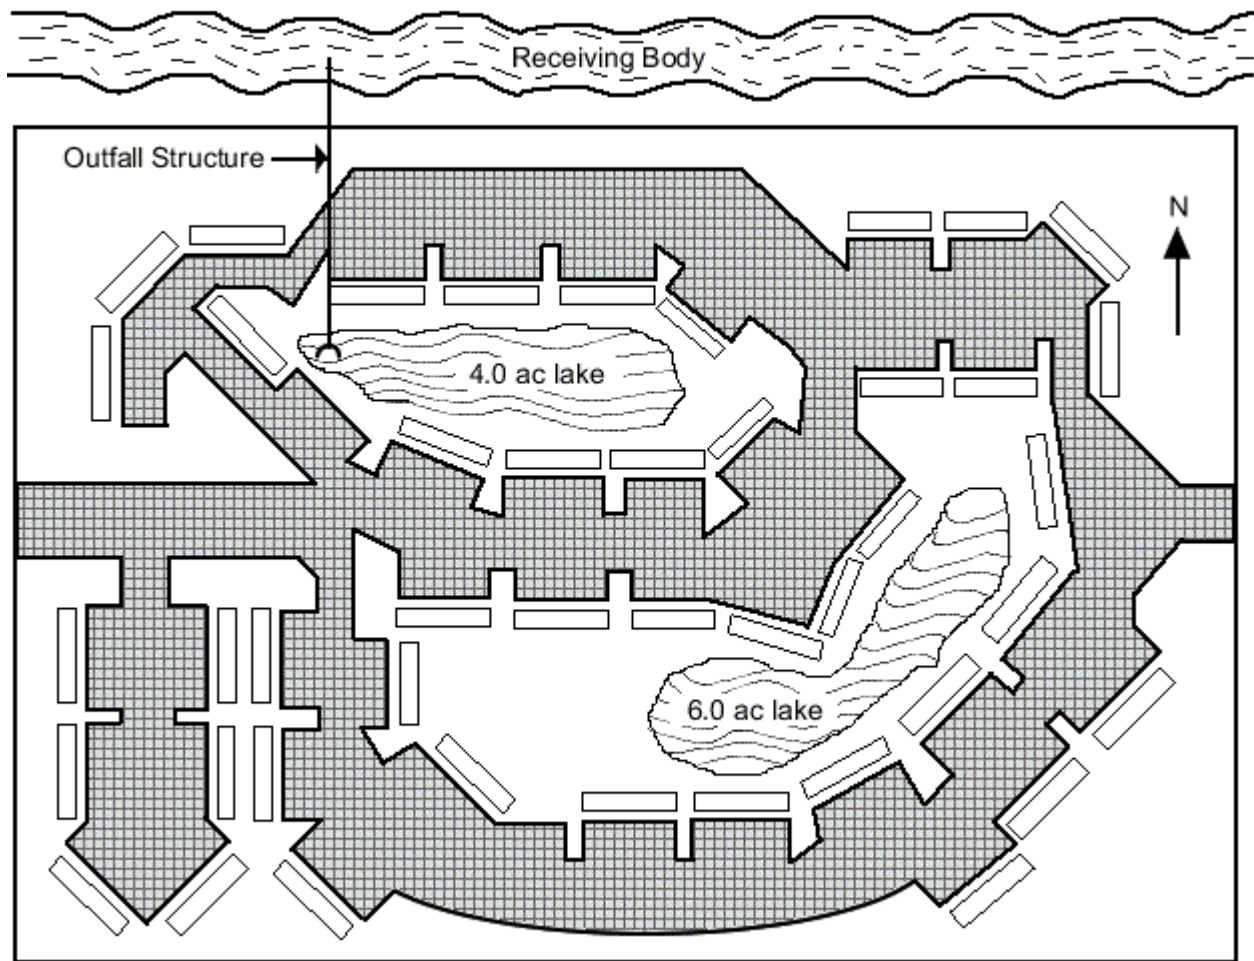 Receiving Body
Outfall Structure
N
4.0 ac lake
6.0 ac lake